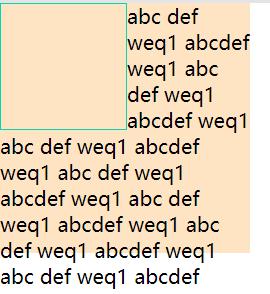 abc def
weq1 abcdef
weq1 abc
def weq1
abcdef weq1
abc def weq1 abcdef
weq1 abc def weq1
abcdef weq1 abc def
weq1 abcdef weq1 abc
def weq1 abcdef weq1
abc def weq1 abcdef